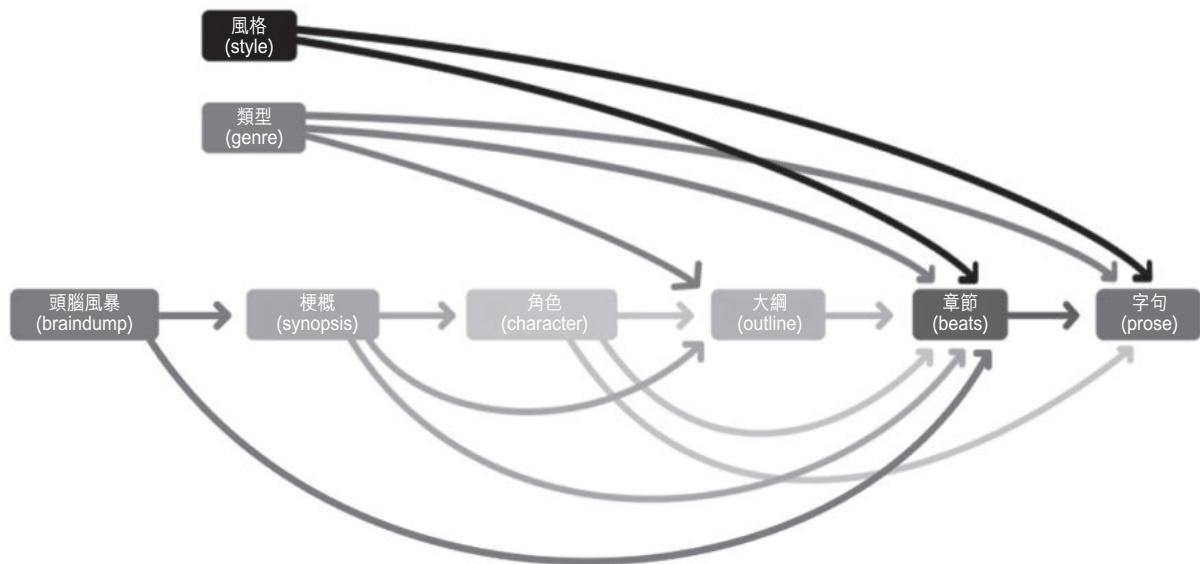 風格
(style)
類型
(genre)
頭腦風暴
(braindump)
梗概
(synopsis)
角色
(character)
大綱
(outline)
章節
(beats)
字句
(prose)